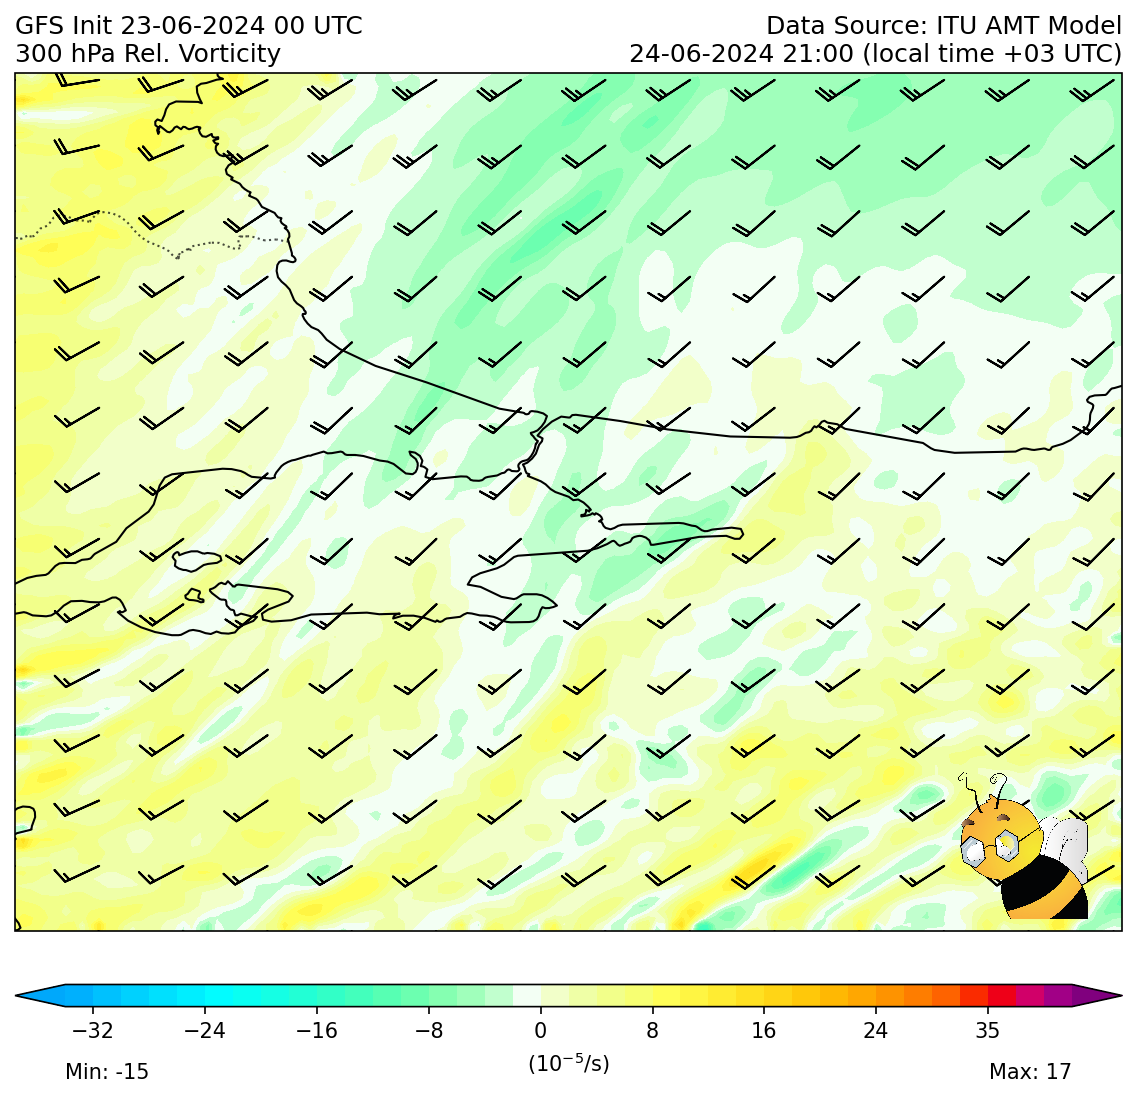 GFS Init 23-06-2024 00 UTC
Data Source: ITU AMT Model
300 hPa Rel. Vorticity
24-06-2024 21:00 (local time +03 UTC)
−32 −24 −16 −8 0 8 16 24 35
(10⁻⁵/s)
Min: -15
Max: 17